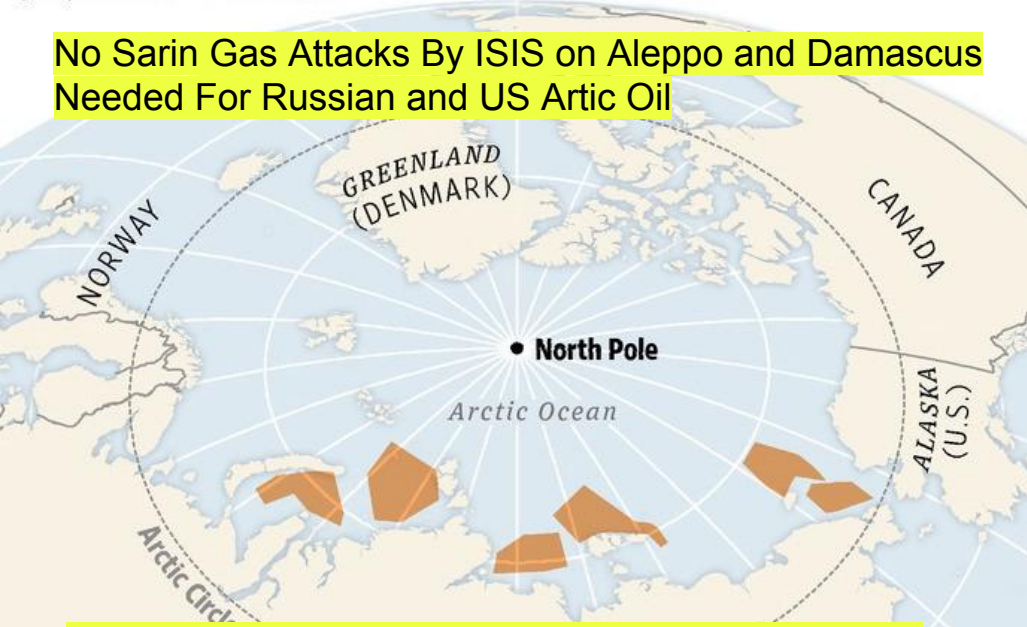 No Sarin Gas Attacks By ISIS on Aleppo and Damascus
Needed For Russian and US Artic Oil
GREENLAND
(DENMARK)
NORWAY
CANADA
North Pole
Arctic Ocean
ALASKA
(U.S.)
Arctic Circle